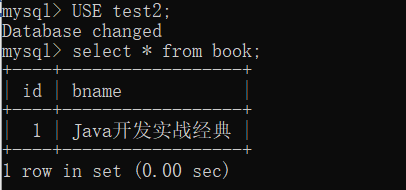 mysql> USE test2;
Database changed
mysql> select * from book;
+----+------------------+
| id | bname            |
+----+------------------+
|  1 | Java开发实战经典 |
+----+------------------+
1 row in set (0.00 sec)